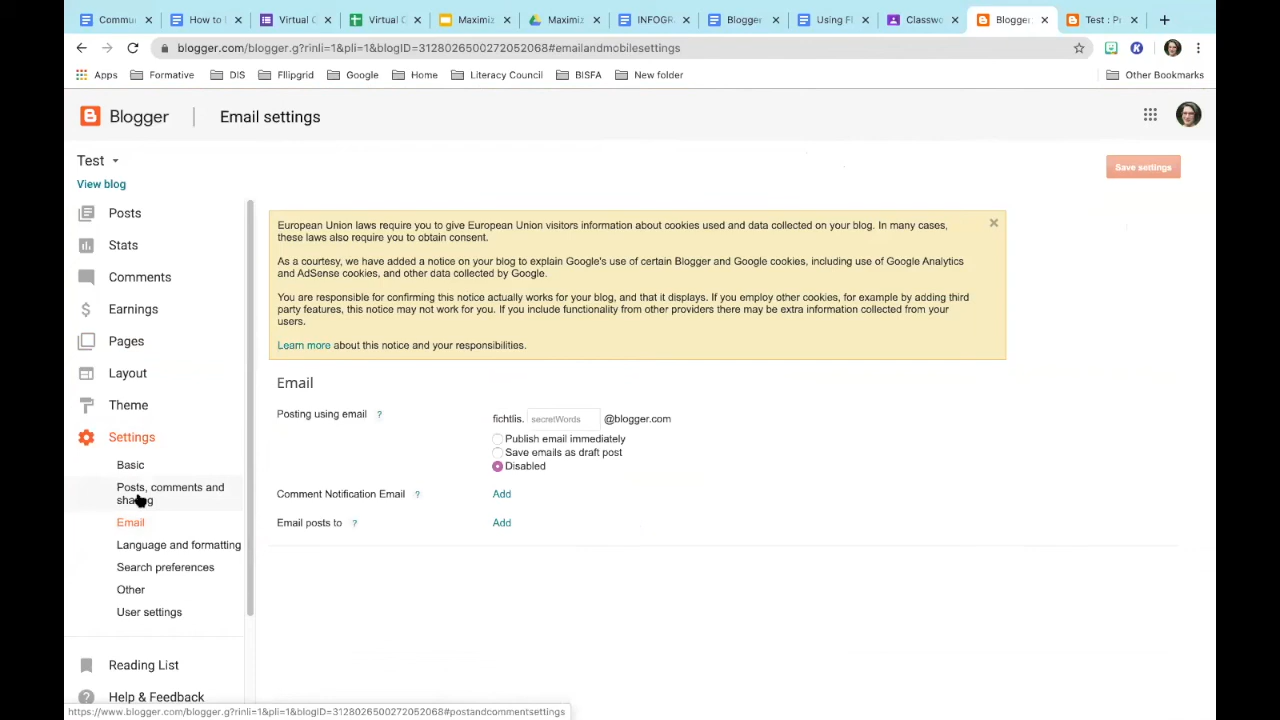 Commu
How to
Virtual C
Virtual C
Maximiz
Maximiz
INFOGR
Blogger
Using Fl
Classwo
Blogger:
Test : Pr
blogger.com/blogger.g?rinli=1&pli=1&blogID=3128026500272052068#emailandmobilesettings
Apps
Formative
DIS
Fllipgrid
Google
Home
Literacy Council
BISFA
New folder
Other Bookmarks
Blogger
Email settings
Test
View blog
Save settings
Posts
Stats
Comments
Earnings
Pages
Layout
Theme
Settings
Basic
Posts, comments and
sharing
Email
Language and formatting
Search preferences
Other
User settings
Reading List
Help & Feedback
European Union laws require you to give European Union visitors information about cookies used and data collected on your blog. In many cases,
these laws also require you to obtain consent.
As a courtesy, we have added a notice on your blog to explain Google's use of certain Blogger and Google cookies, including use of Google Analytics
and AdSense cookies, and other data collected by Google.
You are responsible for confirming this notice actually works for your blog, and that it displays. If you employ other cookies, for example by adding third
party features, this notice may not work for you. If you include functionality from other providers there may be extra information collected from your
users.
Learn more about this notice and your responsibilities.
Email
Posting using email ?
fichtlis. secretWords @blogger.com
Publish email immediately
Save emails as draft post
Disabled
Comment Notification Email ? Add
Email posts to ? Add
https://www.blogger.com/blogger.g?rinli=1&pli=1&blogID=3128026500272052068#postandcommentsettings